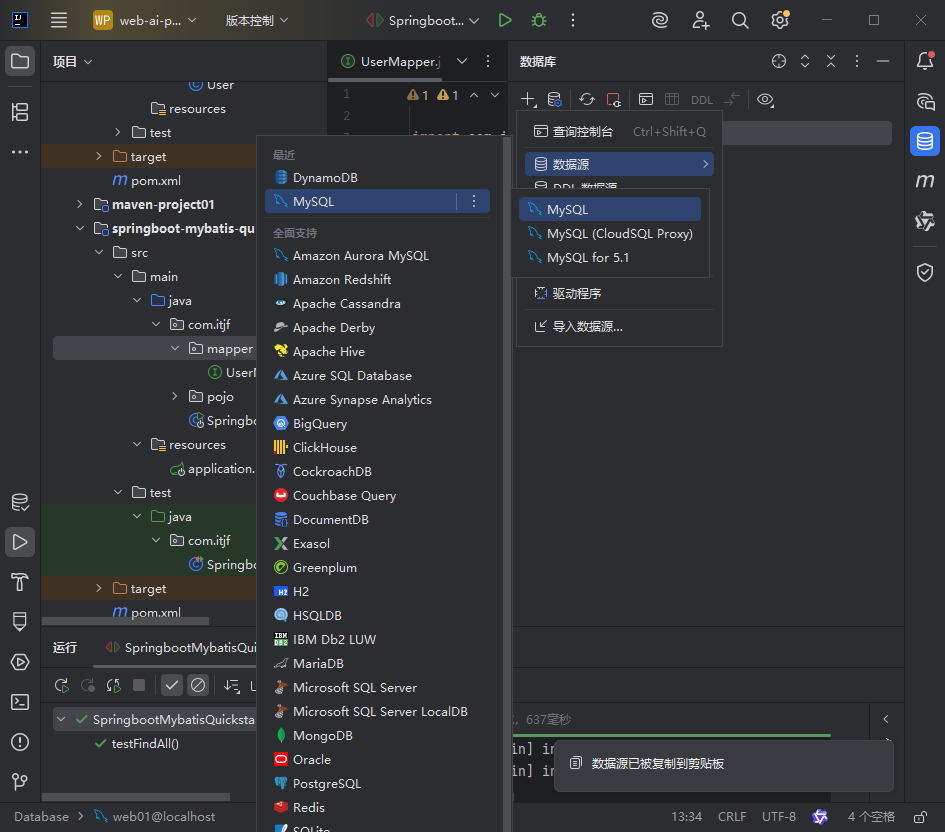 WP web-ai-p... 版本控制 Springboot...
项目
UserMapper.j
数据库
User
resources
test
target
pom.xml
maven-project01
springboot-mybatis-qu
src
main
java
com.itjf
mapper
UserM
pojo
Springbo
resources
application.
test
java
com.itjf
Springbo
target
pom.xml
1
2
1 1
DDL
查询控制台 Ctrl+Shift+Q
数据源
DDL 数据源
MySQL
MySQL (CloudSQL Proxy)
MySQL for 5.1
驱动程序
导入数据源...
最近
DynamoDB
MySQL
全面支持
Amazon Aurora MySQL
Amazon Redshift
Apache Cassandra
Apache Derby
Apache Hive
Azure SQL Database
Azure Synapse Analytics
BigQuery
ClickHouse
CockroachDB
Couchbase Query
DocumentDB
Exasol
Greenplum
H2
HSQLDB
IBM Db2 LUW
MariaDB
Microsoft SQL Server
Microsoft SQL Server LocalDB
MongoDB
Oracle
PostgreSQL
Redis
SQLite
运行 SpringbootMybatisQui
SpringbootMybatisQuicksta
testFindAll()
637毫秒
in] in
in] in
数据源已被复制到剪贴板
Database web01@localhost 13:34 CRLF UTF-8 4 个空格